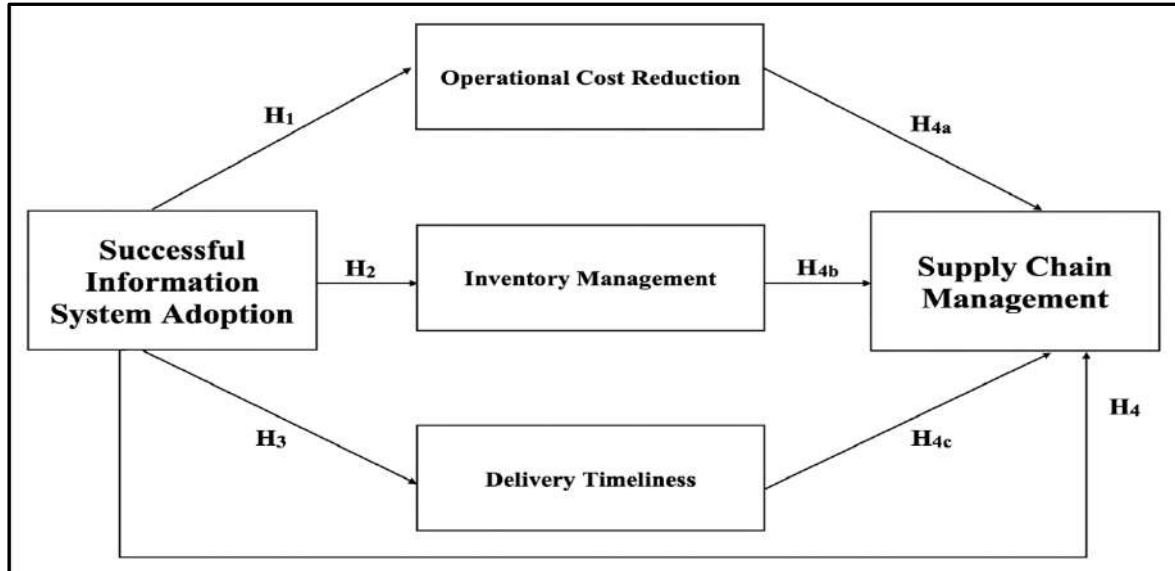 Operational Cost Reduction
H1
H4a
Successful
Information
System Adoption
H2
Inventory Management
H4b
Supply Chain
Management
H3
Delivery Timeliness
H4c
H4